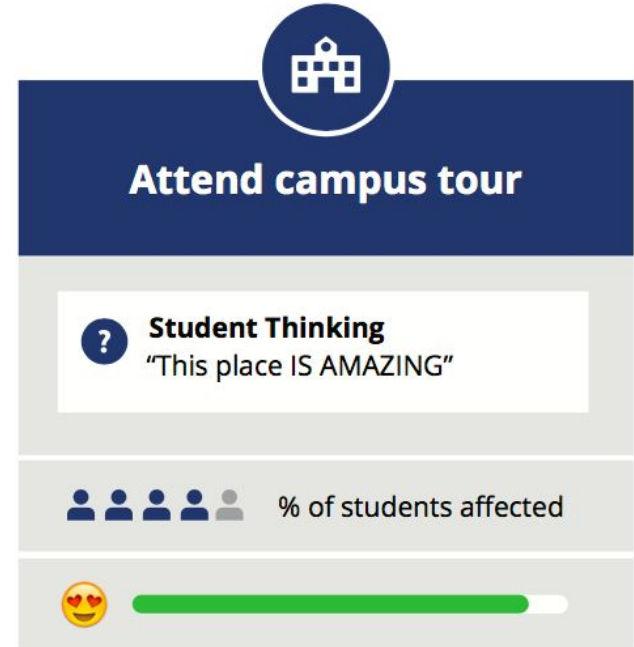 Attend campus tour
?
Student Thinking
“This place IS AMAZING”
% of students affected